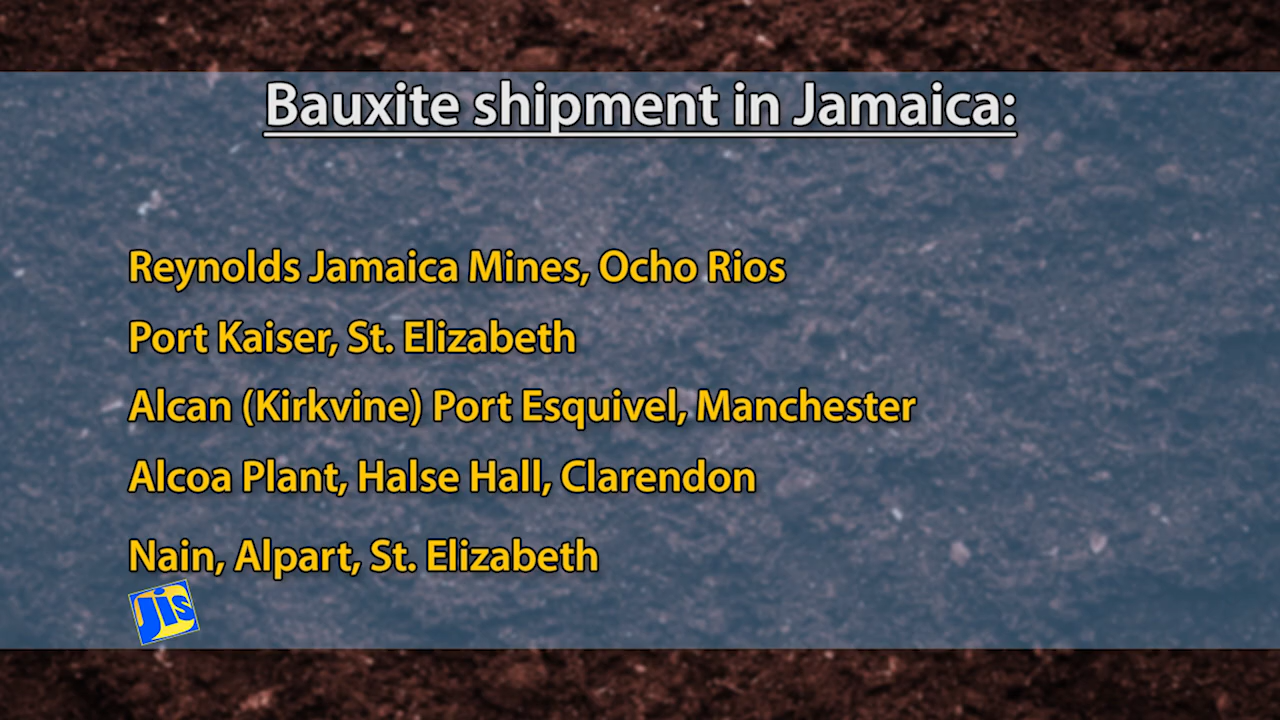 Bauxite shipment in Jamaica:
Reynolds Jamaica Mines, Ocho Rios
Port Kaiser, St. Elizabeth
Alcan (Kirkvine) Port Esquivel, Manchester
Alcoa Plant, Halse Hall, Clarendon
Nain, Alpart, St. Elizabeth
Jis